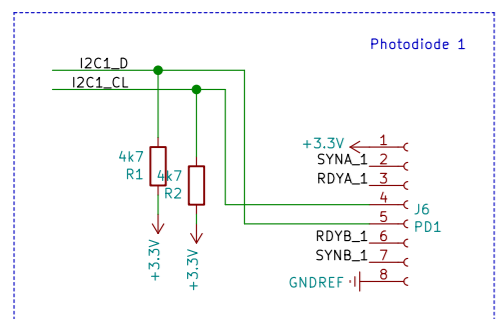 Photodiode 1
I2C1_D
I2C1_CL
+3.3V 1
SYNA_1 2
RDYA_1 3
4
5
RDYB_1 6
SYNB_1 7
GNDREF 8
J6
PD1
4k7
R1
4k7
R2
+3.3V
+3.3V